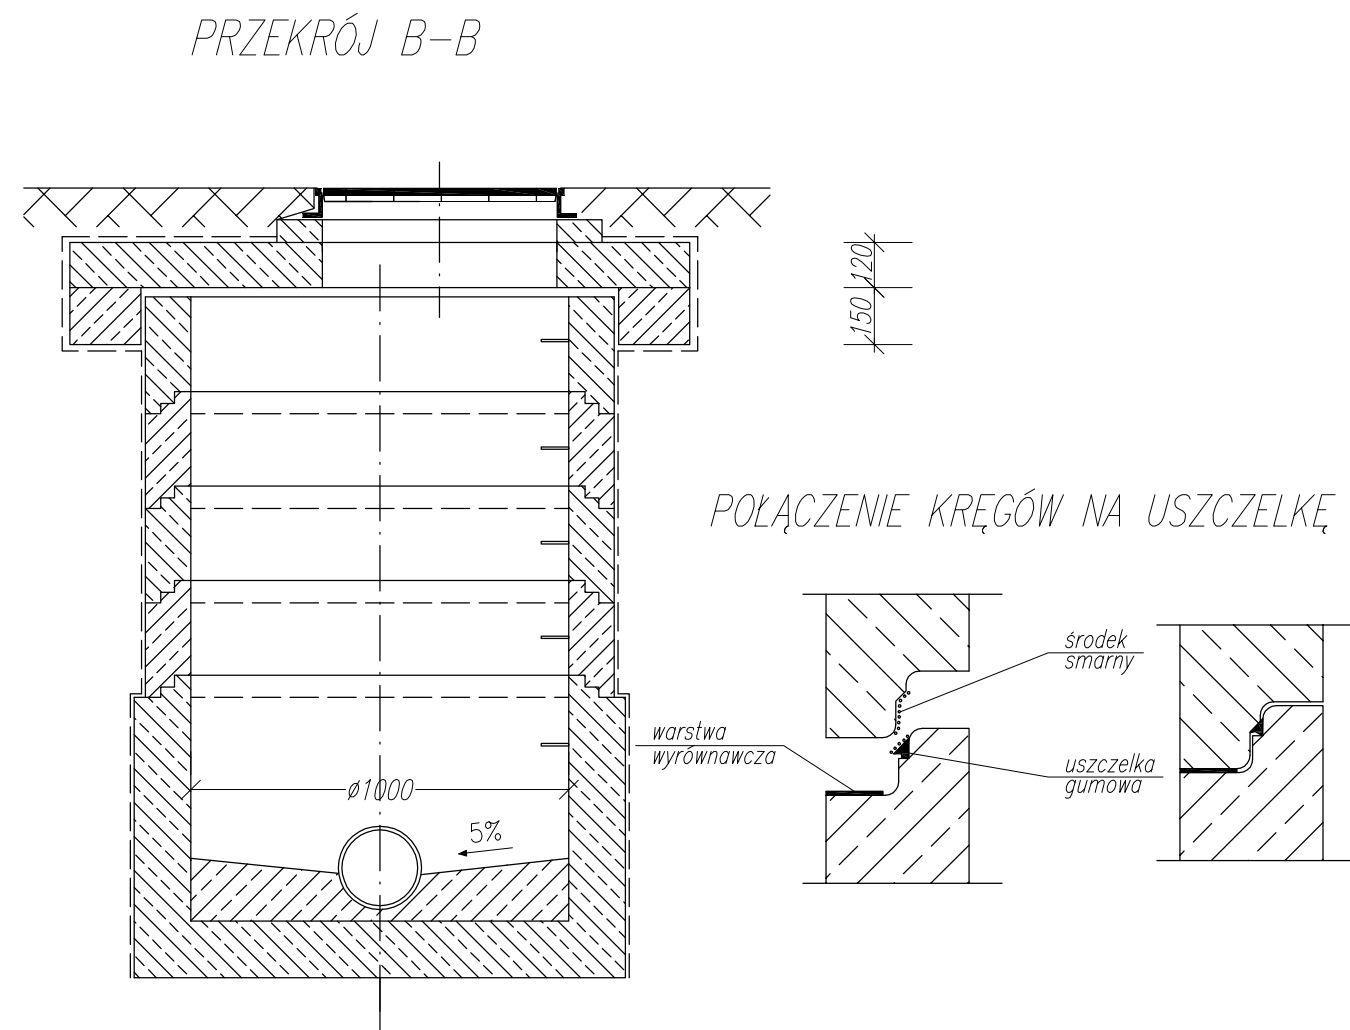 PRZEKRÓJ B-B
120
150
POŁĄCZENIE KRĘGÓW NA USZCZELKĘ
środek
smarny
warstwa
wyrównawcza
uszczelka
gumowa
ø1000
5%